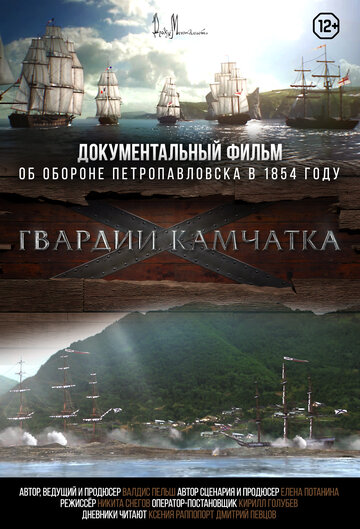 12+
ДОКУМЕНТАЛЬНЫЙ ФИЛЬМ
ОБ ОБОРОНЕ ПЕТРОПАВЛОВСКА В 1854 ГОДУ
ГВАРДИИ КАМЧАТКА
АВТОР, ВЕДУЩИЙ И ПРОДЮСЕР ВАЛДИС ПЕЛЬШ АВТОР СЦЕНАРИЯ И ПРОДЮСЕР ЕЛЕНА ПОТАНИНА
РЕЖИССЁР НИКИТА СНЕГОВ ОПЕРАТОР-ПОСТАНОВЩИК КИРИЛЛ ГОЛУБЕВ
ДНЕВНИКИ ЧИТАЮТ КСЕНИЯ РАППОПОРТ ДМИТРИЙ ПЕВЦОВ